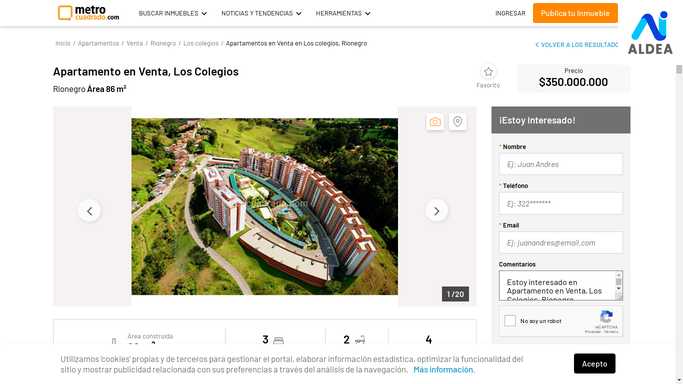 metro
cuadrado.com
BUSCAR INMUEBLES
NOTICIAS Y TENDENCIAS
HERRAMIENTAS
INGRESAR
Publica tu Inmueble
ALDEA
Inicio / Apartamentos / Venta / Rionegro / Los colegios / Apartamentos en Venta en Los colegios, Rionegro
VOLVER A LOS RESULTADO
Apartamento en Venta, Los Colegios
Rionegro Área 86 m²
Favorito
Precio
$350.000.000
1 / 20
¡Estoy Interesado!
* Nombre
Ej: Juan Andres
* Teléfono
Ej: 322*******
* Email
Ej: juanandres@email.com
Comentarios
Estoy interesado en
Apartamento en Venta, Los
Colegios, Rionegro
No soy un robot
reCAPTCHA
Privacidad - Términos
Área construida
3
2
4
Utilizamos 'cookies' propias y de terceros para gestionar el portal, elaborar información estadística, optimizar la funcionalidad del
sitio y mostrar publicidad relacionada con sus preferencias a través del análisis de la navegación. Más información.
Acepto